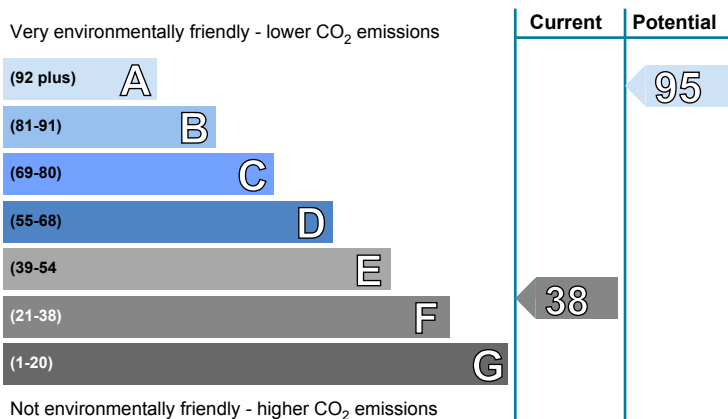 Very environmentally friendly - lower CO2 emissions
Current
Potential
(92 plus) A
95
(81-91) B
(69-80) C
(55-68) D
(39-54 E
(21-38) F
38
(1-20) G
Not environmentally friendly - higher CO2 emissions